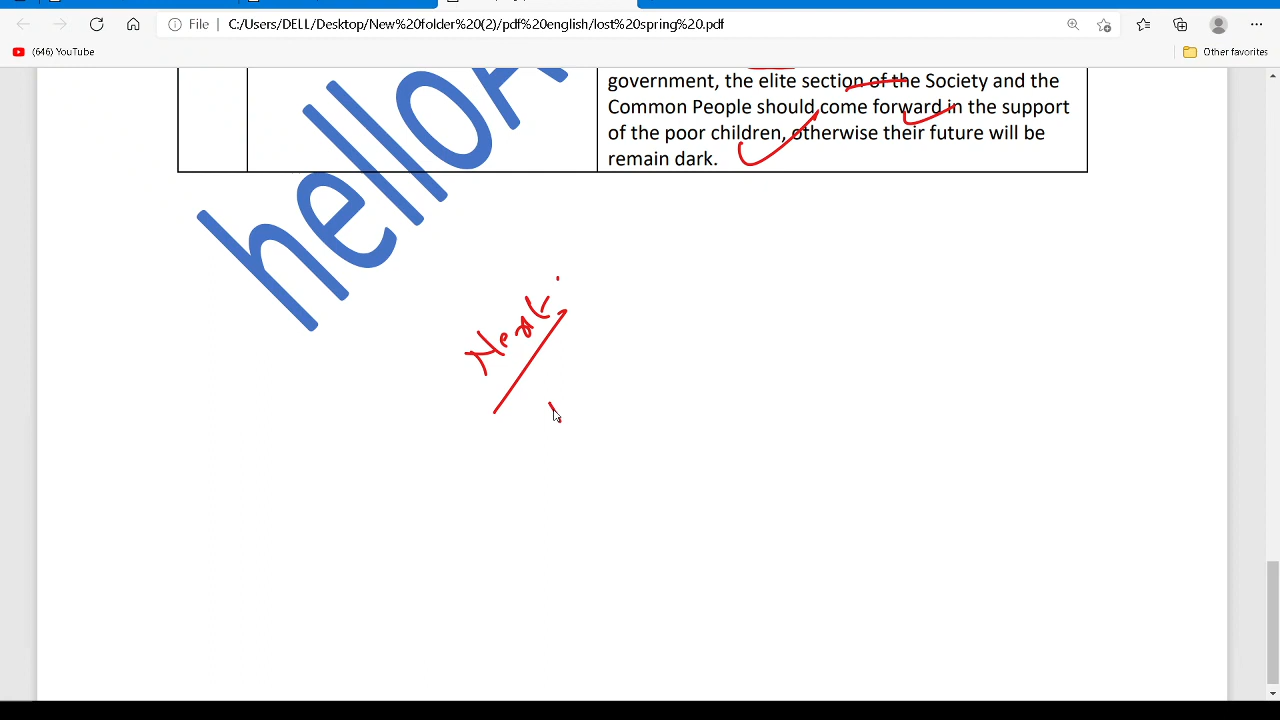 File C:/Users/DELL/Desktop/New%20folder%20(2)/pdf%20english/lost%20spring%20.pdf
(646) YouTube
Other favorites
government, the elite section of the Society and the
Common People should come forward in the support
of the poor children, otherwise their future will be
remain dark.
helloA
Next